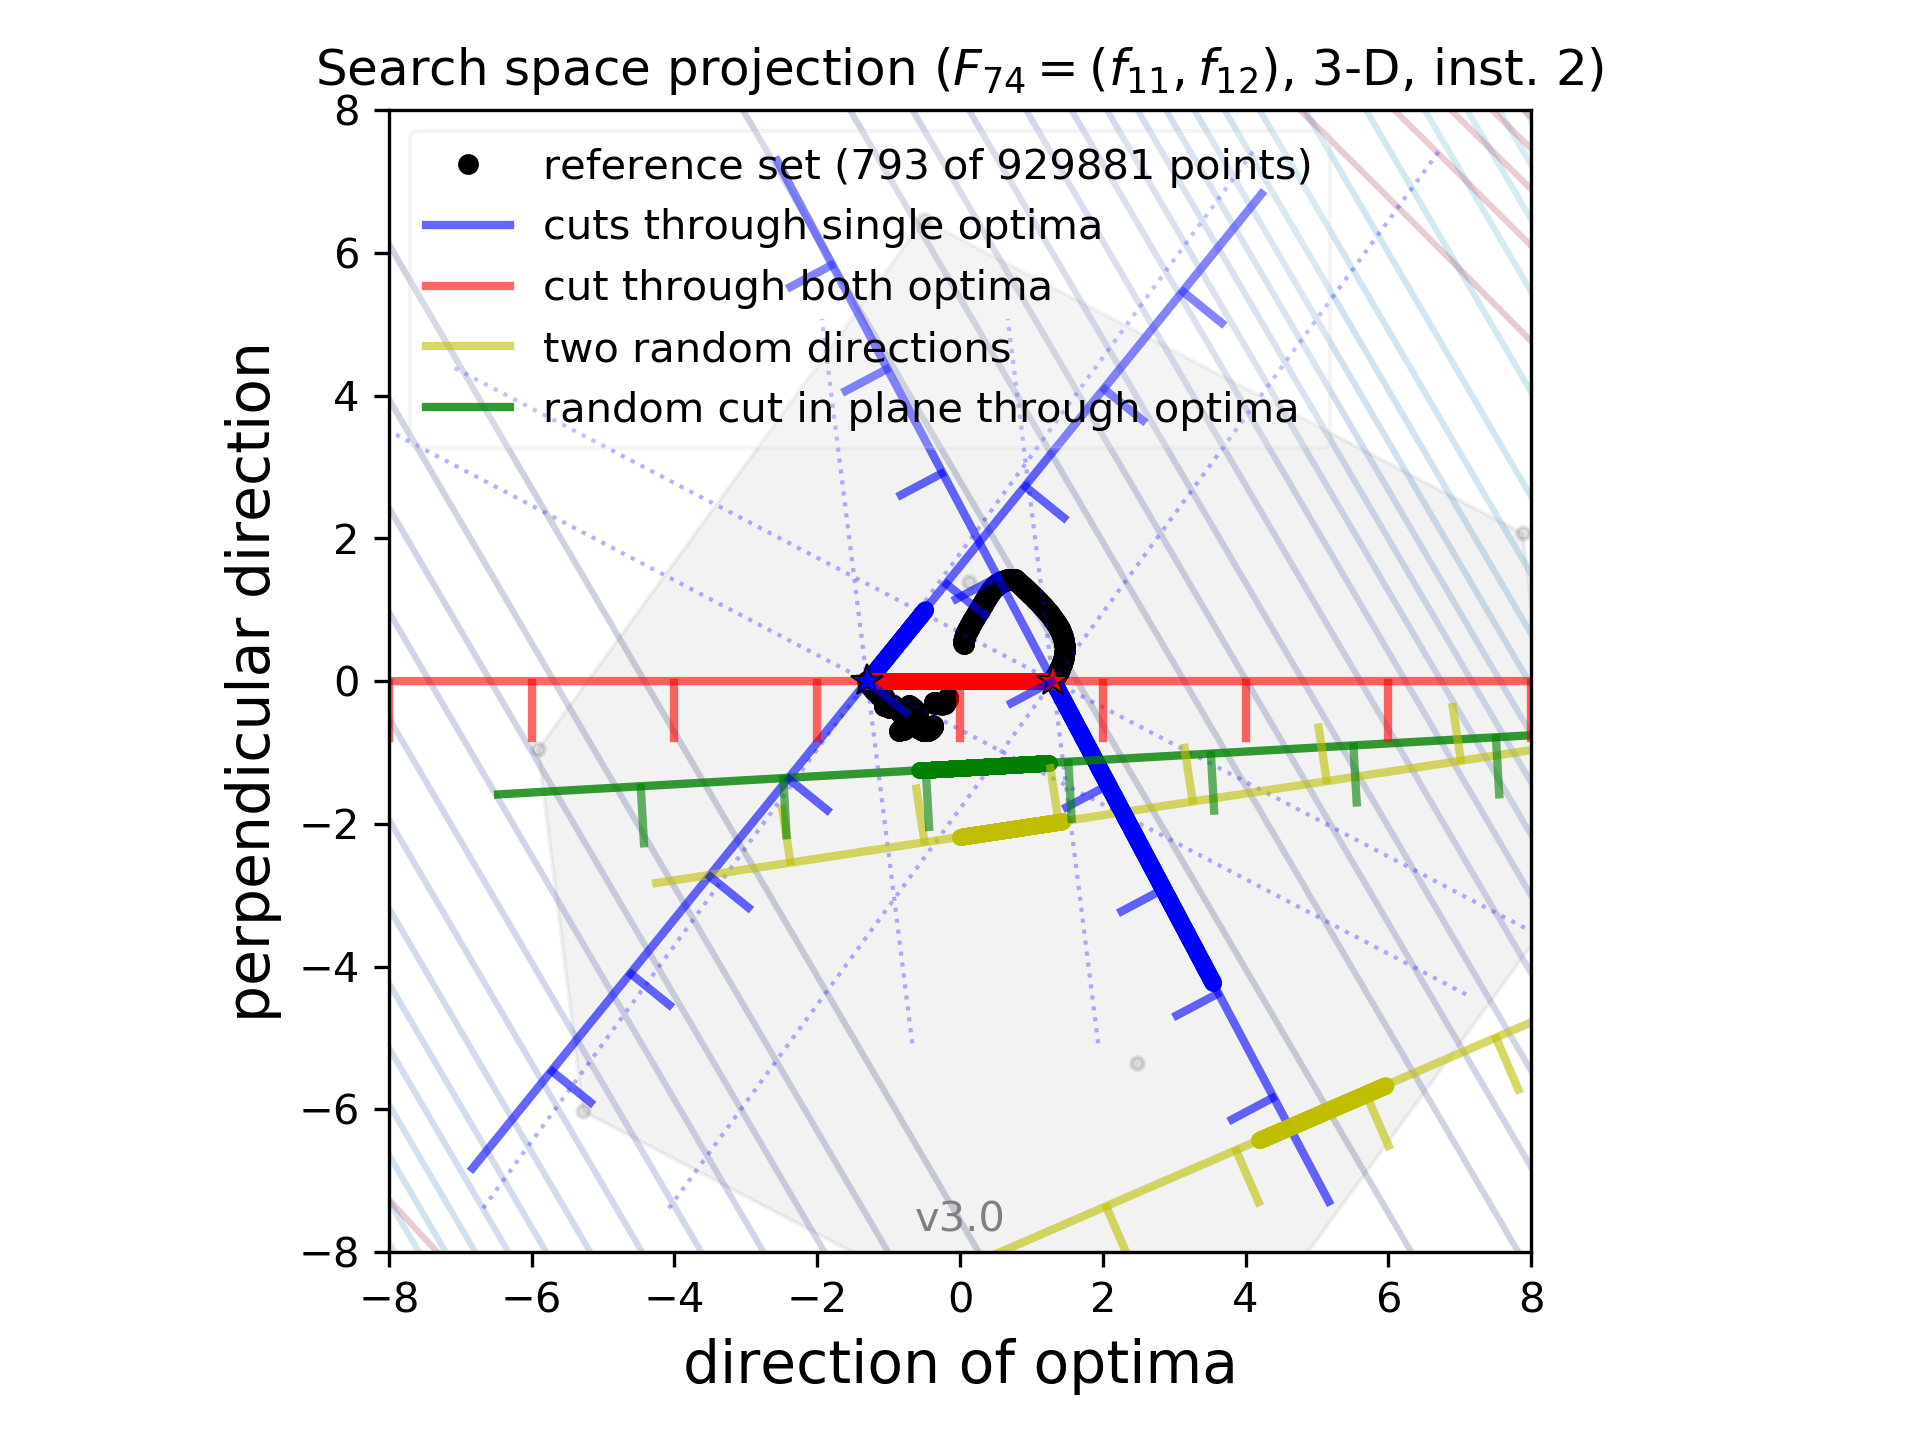 Search space projection (F74 = (f11, f12), 3-D, inst. 2)
reference set (793 of 929881 points)
cuts through single optima
cut through both optima
two random directions
random cut in plane through optima
perpendicular direction
8
6
4
2
0
−2
−4
−6
−8
v3.0
−8 −6 −4 −2 0 2 4 6 8
direction of optima